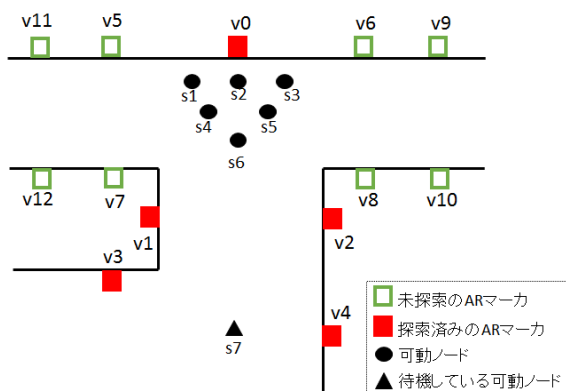 v11 v5 v0 v6 v9
s1 s2 s3
s4 s5
s6
v12 v7 v8 v10
v1 v2
v3
v4
s7
未探索のARマーカ
探索済みのARマーカ
可動ノード
待機している可動ノード